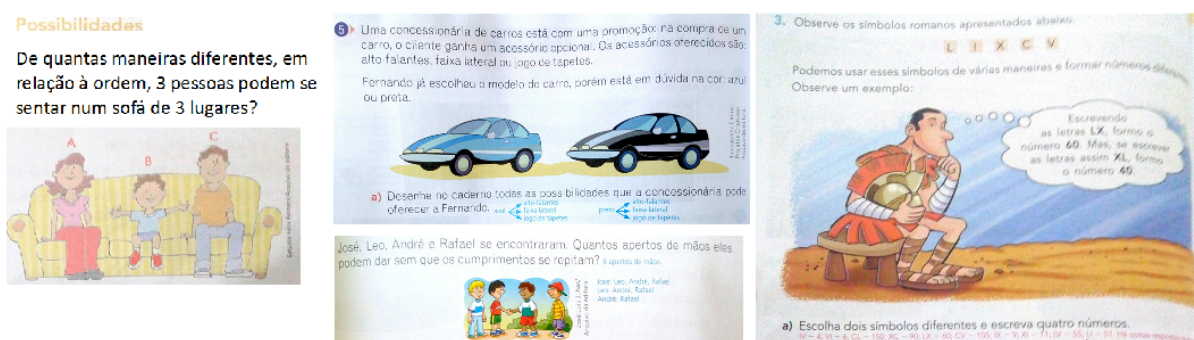 Possibilidades
De quantas maneiras diferentes, em
relação à ordem, 3 pessoas podem se
sentar num sofá de 3 lugares?
A
B
C
5 Uma concessionária de carros está com uma promoção: na compra de um
carro, o cliente ganha um acessório opcional. Os acessórios oferecidos são:
alto-falantes, faixa lateral ou jogo de tapetes.
Fernando já escolheu o modelo de carro, porém está em dúvida na cor: azul
ou preta.
a) Desenhe no caderno todas as possibilidades que a concessionária pode
oferecer a Fernando.
azul
alto-falantes
faixa lateral
jogo de tapetes
preto
alto-falantes
faixa lateral
jogo de tapetes
José, Leo, André e Rafael se encontraram. Quantos apertos de mãos eles
podem dar sem que os cumprimentos se repitam? 6 apertos de mãos.
José: Leo, André, Rafael
Leo: André, Rafael
André: Rafael
3. Observe os símbolos romanos apresentados abaixo.
L I X C V
Podemos usar esses símbolos de várias maneiras e formar números
Observe um exemplo:
Escrevendo
as letras LX, formo o
número 60. Mas, se escrever
as letras assim XL, formo
o número 40.
a) Escolha dois símbolos diferentes e escreva quatro números.